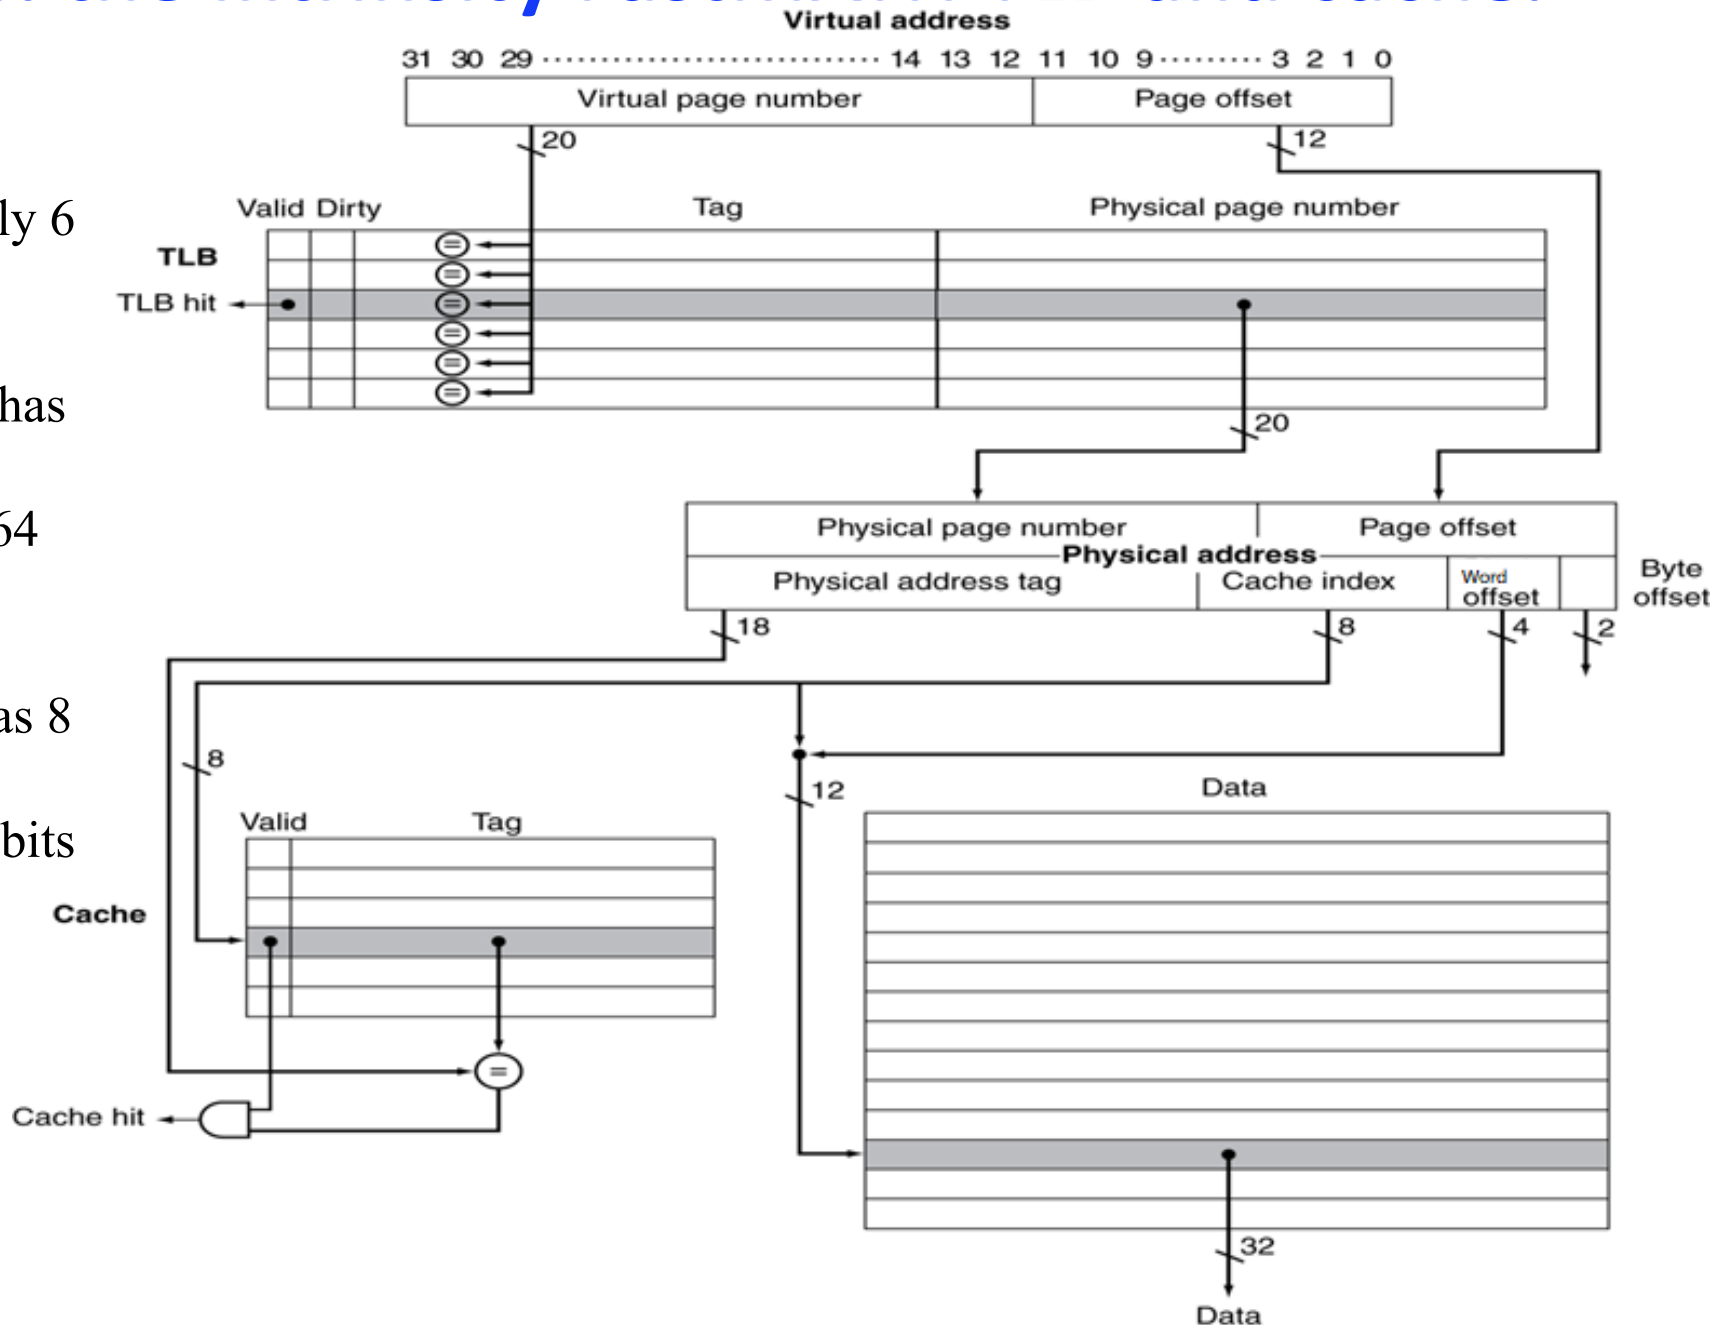 Virtual address
31 30 29 14 13 12 11 10 9 3 2 1 0
Virtual page number Page offset
20 12
ly 6
Valid Dirty Tag Physical page number
TLB
= = = = = =
TLB hit
has
20
64
Physical page number Page offset
Physical address
Physical address tag Cache index Word offset Byte offset
18 8 4 2
as 8
8
12
Data
Valid Tag
bits
Cache
=
Cache hit
32
Data